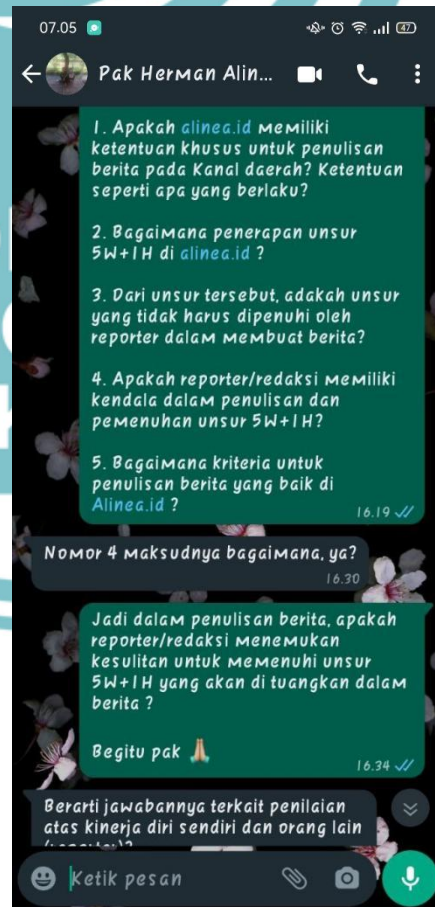 07.05
47
Pak Herman Alin...
1. Apakah alinea.id memiliki
ketentuan khusus untuk penulisan
berita pada Kanal daerah? Ketentuan
seperti apa yang berlaku?
2. Bagaimana penerapan unsur
5W+1H di alinea.id ?
3. Dari unsur tersebut, adakah unsur
yang tidak harus dipenuhi oleh
reporter dalam membuat berita?
4. Apakah reporter/redaksi memiliki
kendala dalam penulisan dan
pemenuhan unsur 5W+1H?
5. Bagaimana kriteria untuk
penulisan berita yang baik di
Alinea.id ?
16.19
Nomor 4 maksudnya bagaimana, ya?
16.30
Jadi dalam penulisan berita, apakah
reporter/redaksi menemukan
kesulitan untuk memenuhi unsur
5W+1H yang akan di tuangkan dalam
berita ?
Begitu pak 🙏
16.34
Berarti jawabannya terkait penilaian
atas kinerja diri sendiri dan orang lain
Ketik pesan